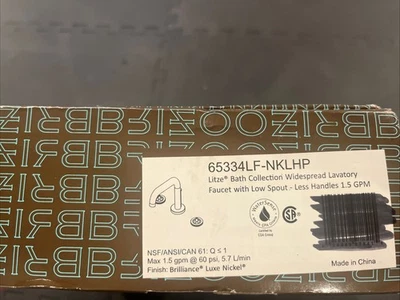 65334LF-NKLHP
Litze® Bath Collection Widespread Lavatory
Faucet with Low Spout - Less Handles 1.5 GPM
WaterSense
NSF/ANSI/CAN 61: Q ≤ 1
Max 1.5 gpm @ 60 psi, 5.7 L/min
Finish: Brilliance® Luxe Nickel®
Made in China